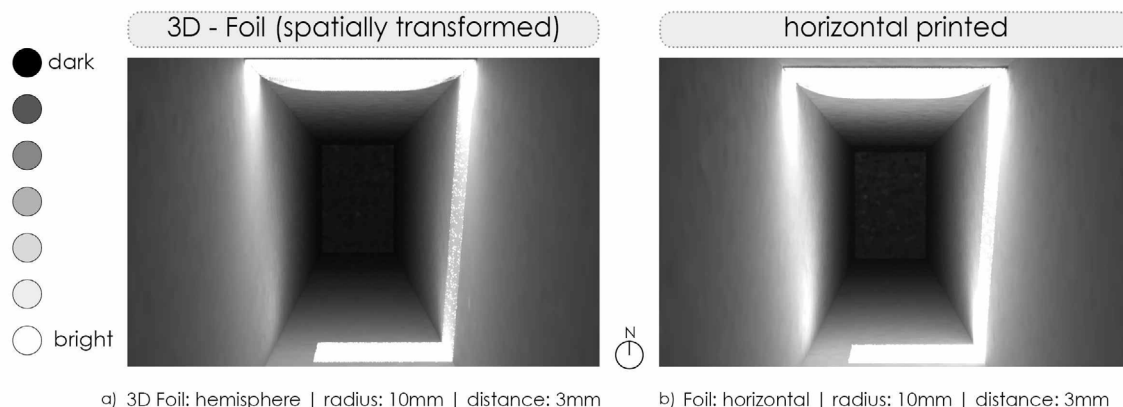 3D - Foil (spatially transformed)
horizontal printed
dark
bright
N
a) 3D Foil: hemisphere | radius: 10mm | distance: 3mm
b) Foil: horizontal | radius: 10mm | distance: 3mm